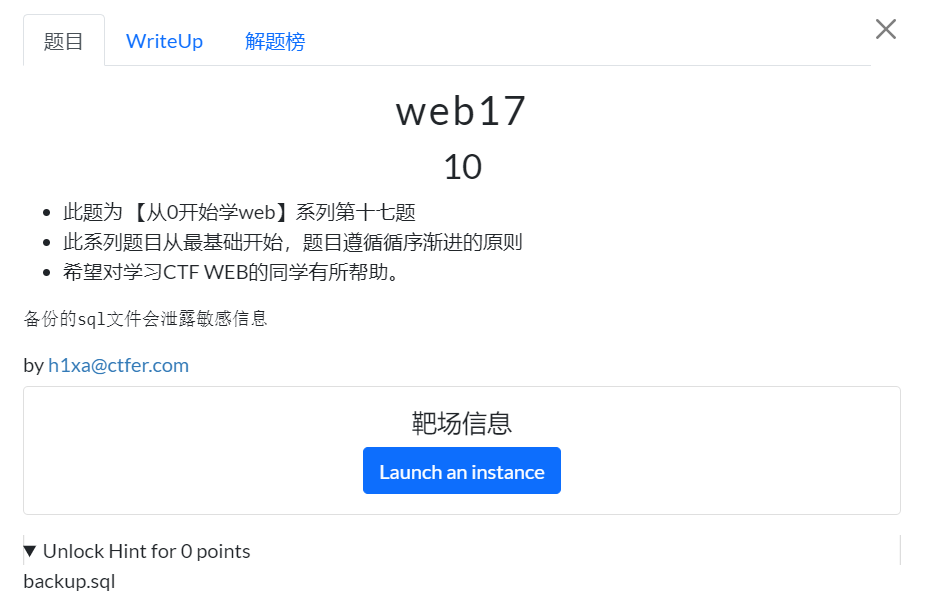 题目 WriteUp 解题榜
web17
10
此题为 【从0开始学web】系列第十七题
此系列题目从最基础开始，题目遵循循序渐进的原则
希望对学习CTF WEB的同学有所帮助。
备份的sql文件会泄露敏感信息
by h1xa@ctfer.com
靶场信息
Launch an instance
Unlock Hint for 0 points
backup.sql